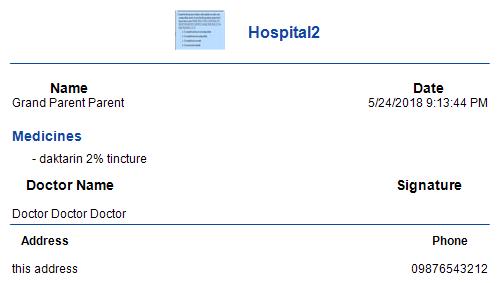 Hospital2
Name Date
Grand Parent Parent 5/24/2018 9:13:44 PM
Medicines
- daktarin 2% tincture
Doctor Name Signature
Doctor Doctor Doctor
Address Phone
this address 09876543212